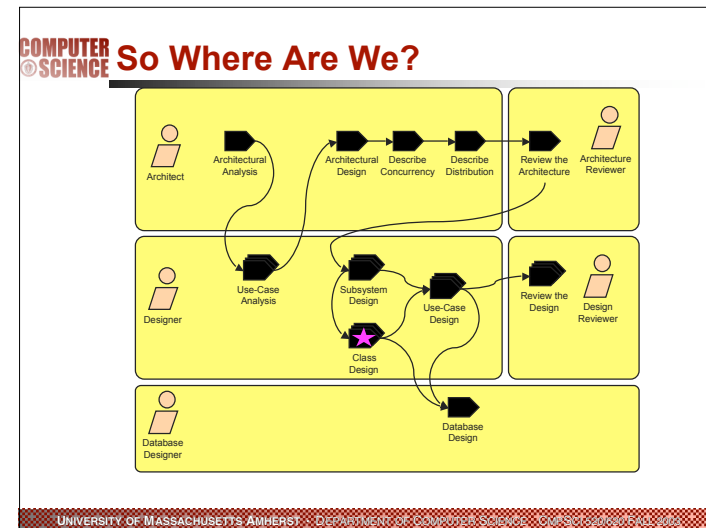 COMPUTER
SCIENCE
So Where Are We?
Architect
Architectural
Analysis
Architectural
Design
Describe
Concurrency
Describe
Distribution
Review the
Architecture
Architecture
Reviewer
Designer
Use-Case
Analysis
Subsystem
Design
Use-Case
Design
Review the
Design
Design
Reviewer
Class
Design
Database
Designer
Database
Design
UNIVERSITY OF MASSACHUSETTS AMHERST • DEPARTMENT OF COMPUTER SCIENCE